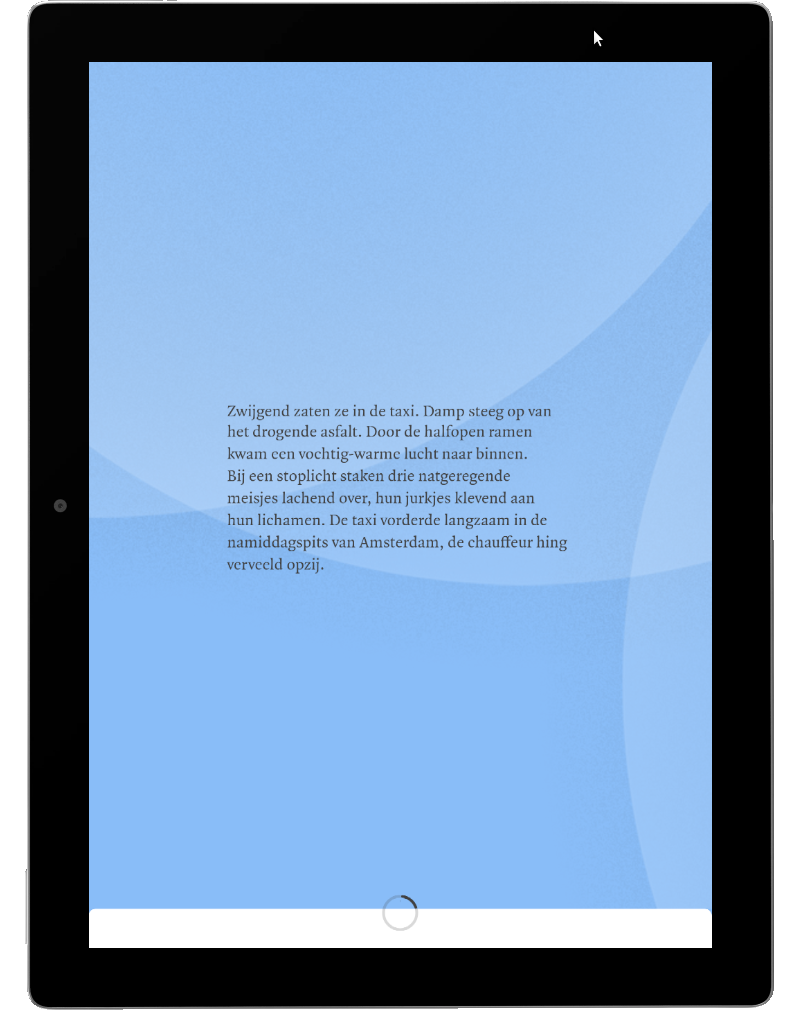 Zwijgend zaten ze in de taxi. Damp steeg op van
het drogende asfalt. Door de halfopen ramen
kwam een vochtig-warme lucht naar binnen.
Bij een stoplicht staken drie natgeregende
meisjes lachend over, hun jurkjes klevend aan
hun lichamen. De taxi vorderde langzaam in de
namiddagspits van Amsterdam, de chauffeur hing
verveeld opzij.